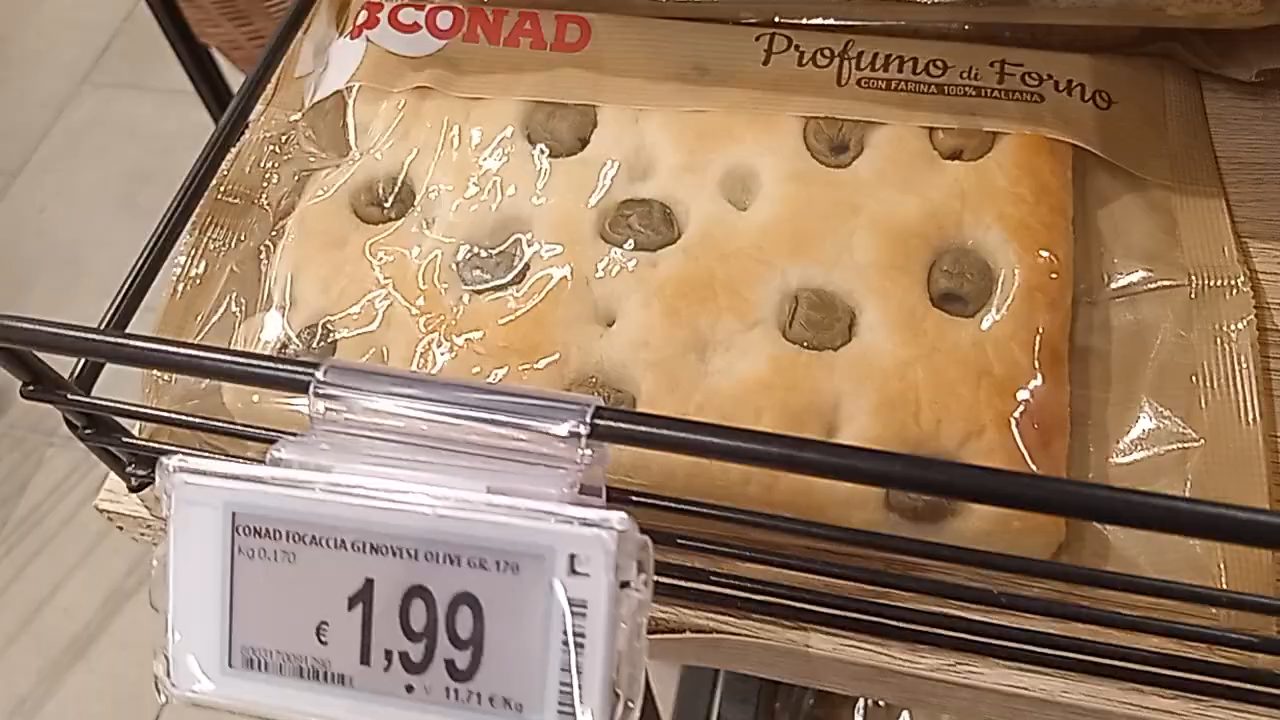 CONAD
Profumo di Forno
CON FARINA 100% ITALIANA
CONAD FOCACCIA GENOVESE OLIVE GR. 170
kg 0,170
€ 1,99
11,71 € Kg
L